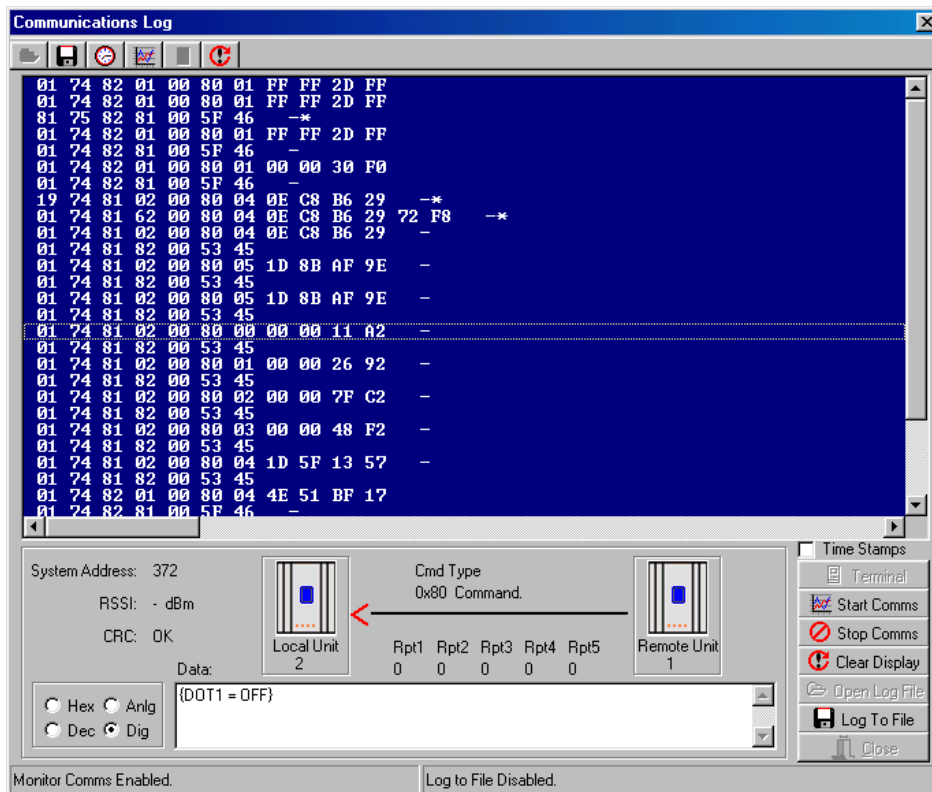 Communications Log
01 74 82 01 00 80 01 FF FF 2D FF
01 74 82 01 00 80 01 FF FF 2D FF
81 75 82 81 00 5F 46 -*
01 74 82 01 00 80 01 FF FF 2D FF
01 74 82 81 00 5F 46 -
01 74 82 01 00 80 01 00 00 30 F0
01 74 82 81 00 5F 46 -
19 74 81 02 00 80 04 0E C8 B6 29 -*
01 74 81 62 00 80 04 0E C8 B6 29 72 F8 -*
01 74 81 02 00 80 04 0E C8 B6 29 -
01 74 81 82 00 53 45
01 74 81 02 00 80 05 1D 8B AF 9E -
01 74 81 82 00 53 45
01 74 81 02 00 80 05 1D 8B AF 9E -
01 74 81 82 00 53 45
01 74 81 02 00 80 00 00 00 11 A2 -
01 74 81 82 00 53 45
01 74 81 02 00 80 01 00 00 26 92 -
01 74 81 82 00 53 45
01 74 81 02 00 80 02 00 00 7F C2 -
01 74 81 82 00 53 45
01 74 81 02 00 80 03 00 00 48 F2 -
01 74 81 82 00 53 45
01 74 81 02 00 80 04 1D 5F 13 57 -
01 74 81 82 00 53 45
01 74 82 01 00 80 04 4E 51 BF 17
01 74 82 81 00 5F 46 -
Time Stamps
System Address: 372
RSSI: - dBm
CRC: OK
Local Unit
2
Cmd Type
0x80 Command.
Rpt1 Rpt2 Rpt3 Rpt4 Rpt5
0 0 0 0 0
Remote Unit
1
Data:
{DOT1 = OFF}
Hex Anlg
Dec Dig
Terminal
Start Comms
Stop Comms
Clear Display
Open Log File
Log To File
Close
Monitor Comms Enabled.
Log to File Disabled.